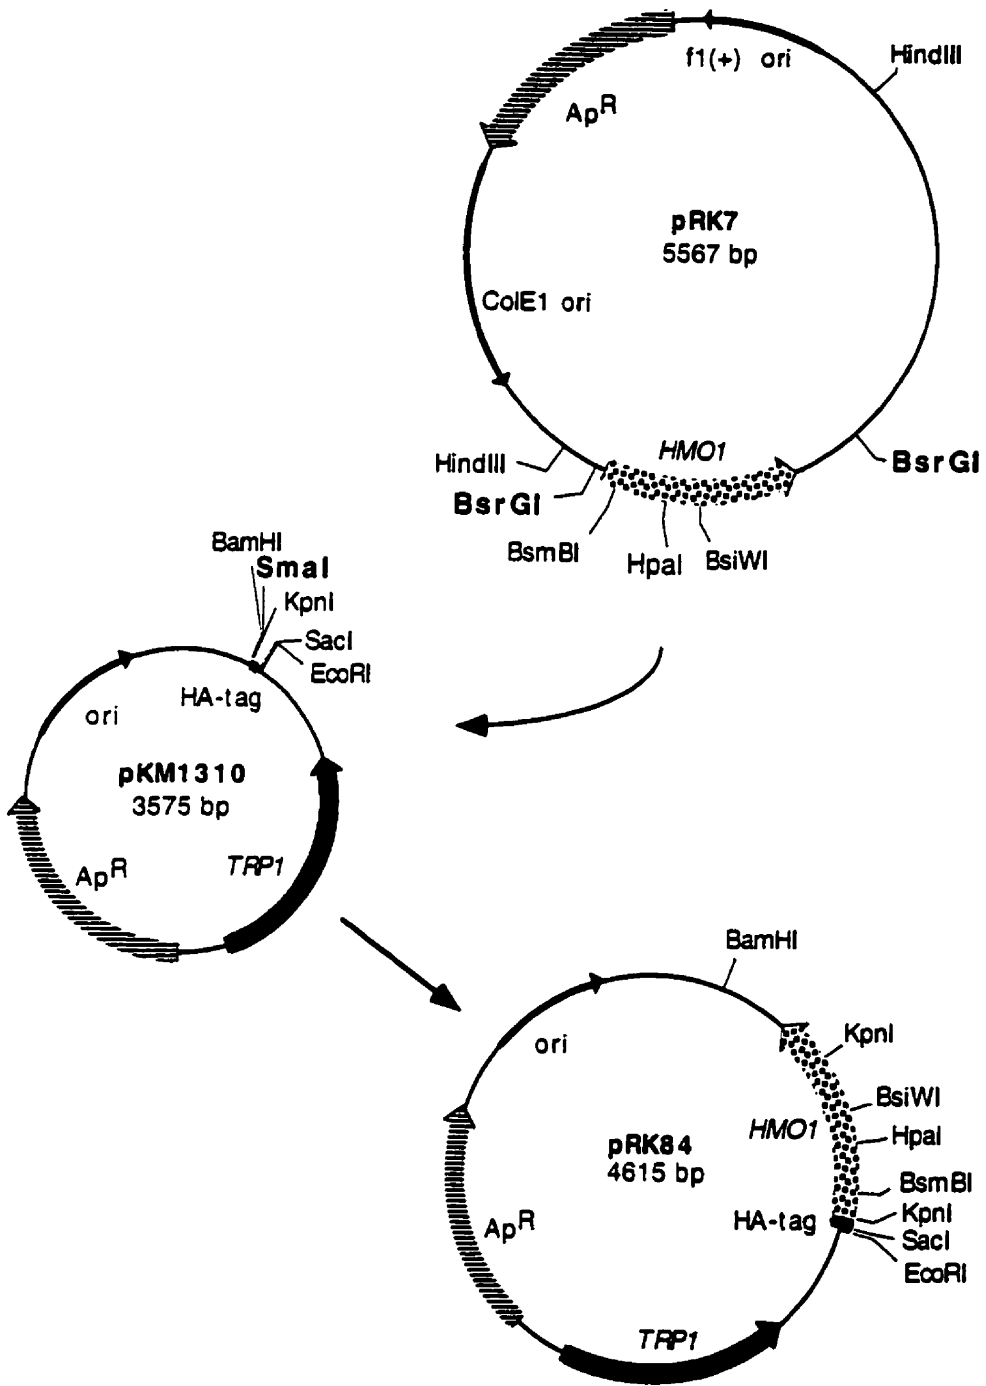 f1(+) ori
HindIII
ApR
pRK7
5567 bp
ColE1 ori
HMO1
HindIII
BsrGI
BsrGI
BsmBI
HpaI
BsiWI
BamHI
SmaI
KpnI
SacI
EcoRI
HA-tag
ori
pKM1310
3575 bp
TRP1
ApR
BamHI
ori
KpnI
BsiWI
HMO1
HpaI
pRK84
4615 bp
BsmBI
KpnI
HA-tag
SacI
ApR
EcoRI
TRP1